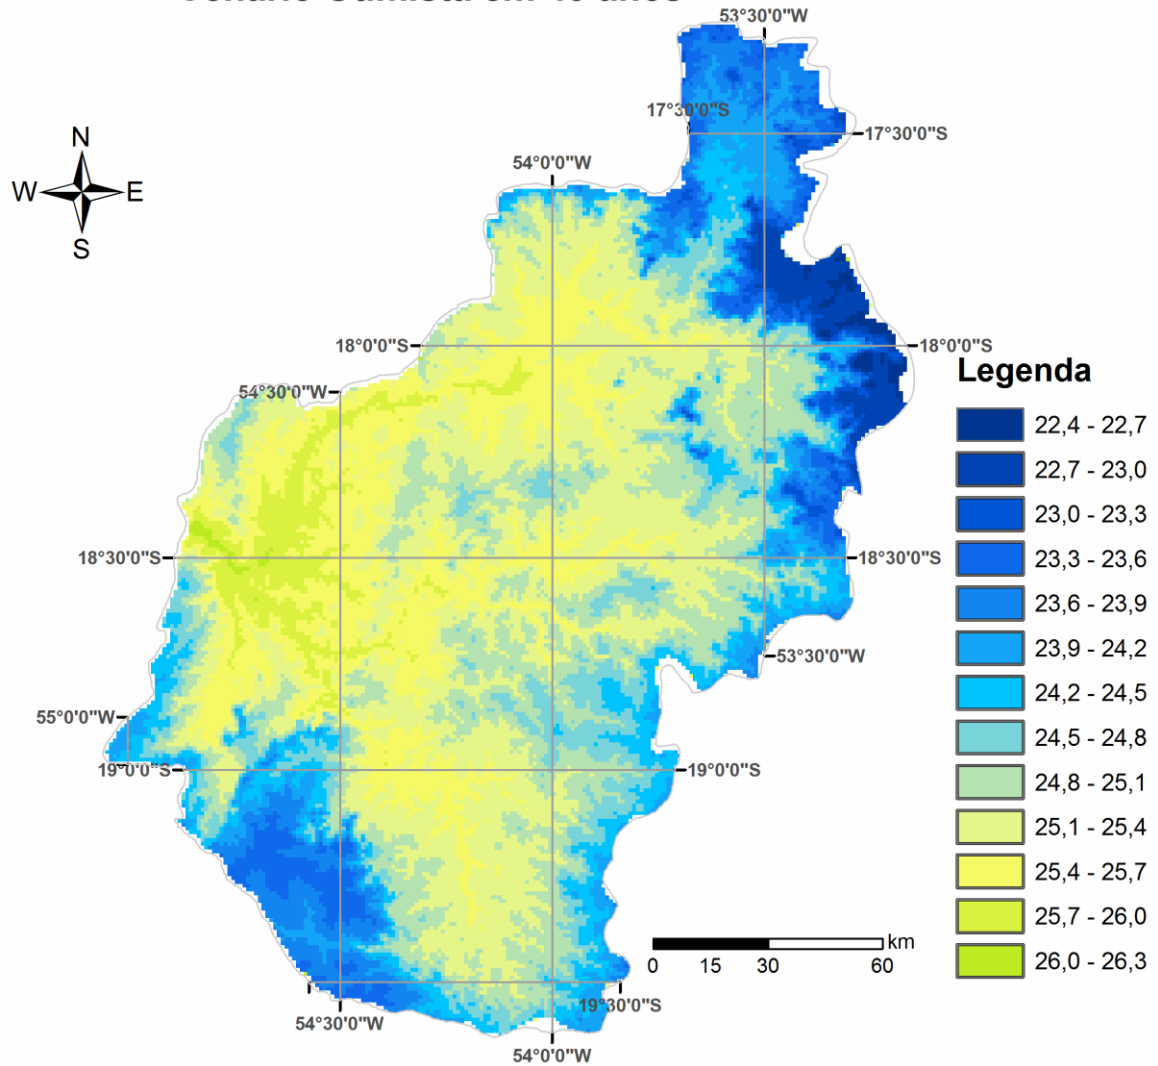 em anos
53°30'0"W
17°30'0"S
17°30'0"S
N
W
E
S
54°0'0"W
18°0'0"S
18°0'0"S
54°30'0"W
Legenda
22,4 - 22,7
22,7 - 23,0
23,0 - 23,3
23,3 - 23,6
23,6 - 23,9
23,9 - 24,2
24,2 - 24,5
24,5 - 24,8
24,8 - 25,1
25,1 - 25,4
25,4 - 25,7
25,7 - 26,0
26,0 - 26,3
18°30'0"S
18°30'0"S
53°30'0"W
55°0'0"W
19°0'0"S
19°0'0"S
km
0 15 30 60
19°30'0"S
54°30'0"W
54°0'0"W